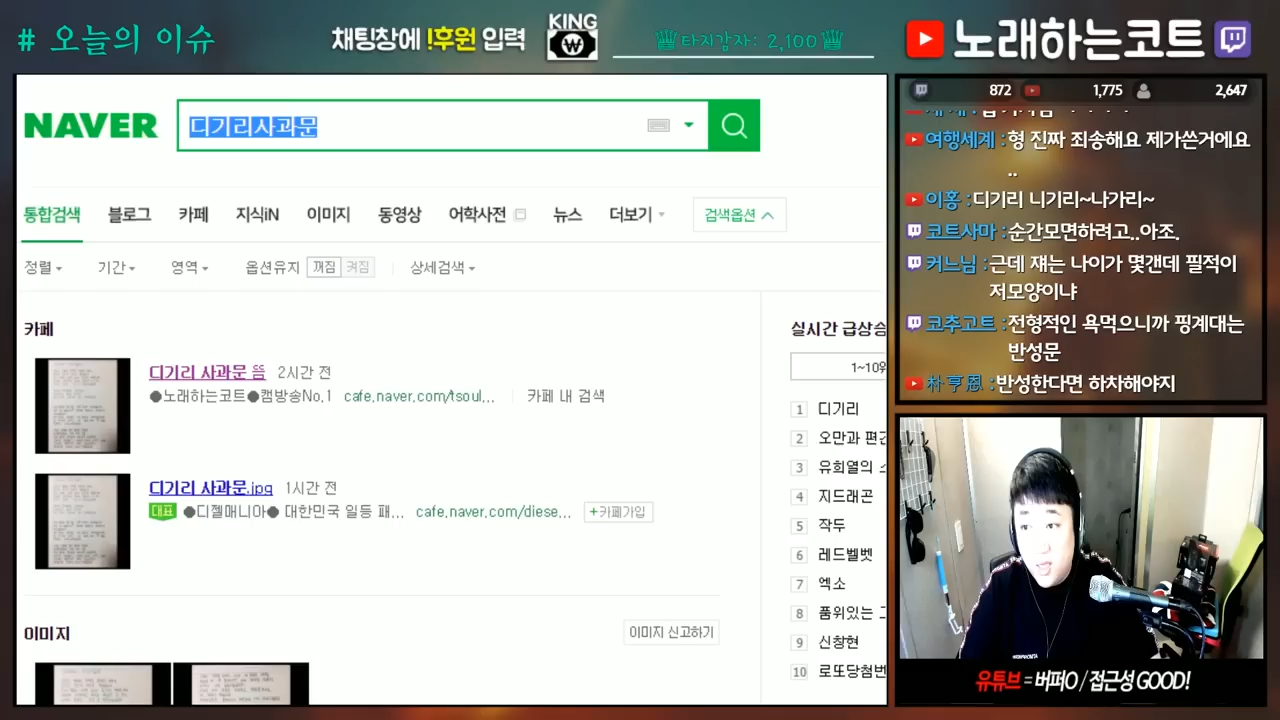 # 오늘의 이슈
채팅창에 !후원 입력
KING
₩
타지감자: 2,100
노래하는코트
NAVER
디기리사과문
통합검색 블로그 카페 지식iN 이미지 동영상 어학사전 뉴스 더보기 검색옵션
정렬 기간 영역 옵션유지 꺼짐 켜짐 상세검색
카페
디기리 사과문 뜸 2시간 전
●노래하는코트●캠방송No.1 cafe.naver.com/tsoul... 카페 내 검색
디기리 사과문.jpg 1시간 전
대표 ●디젤매니아● 대한민국 일등 패... cafe.naver.com/diese... +카페가입
이미지 이미지 신고하기
실시간 급상승
1~10위
1 디기리
2 오만과 편견
3 유희열의 스
4 지드래곤
5 작두
6 레드벨벳
7 엑소
8 품위있는 그
9 신창현
10 로또당첨번
872 1,775 2,647
여행세계 : 형 진짜 죄송해요 제가쓴거에요
..
이홍 : 디기리 니기리~나가리~
코트사마 : 순간모면하려고..아조.
커느님 : 근데 쟤는 나이가 몇갠데 필적이
저모양이냐
코추고트 : 전형적인 욕먹으니까 핑계대는
반성문
朴亨恩 : 반성한다면 하차해야지
유튜브 = 버퍼O / 접근성 GOOD!